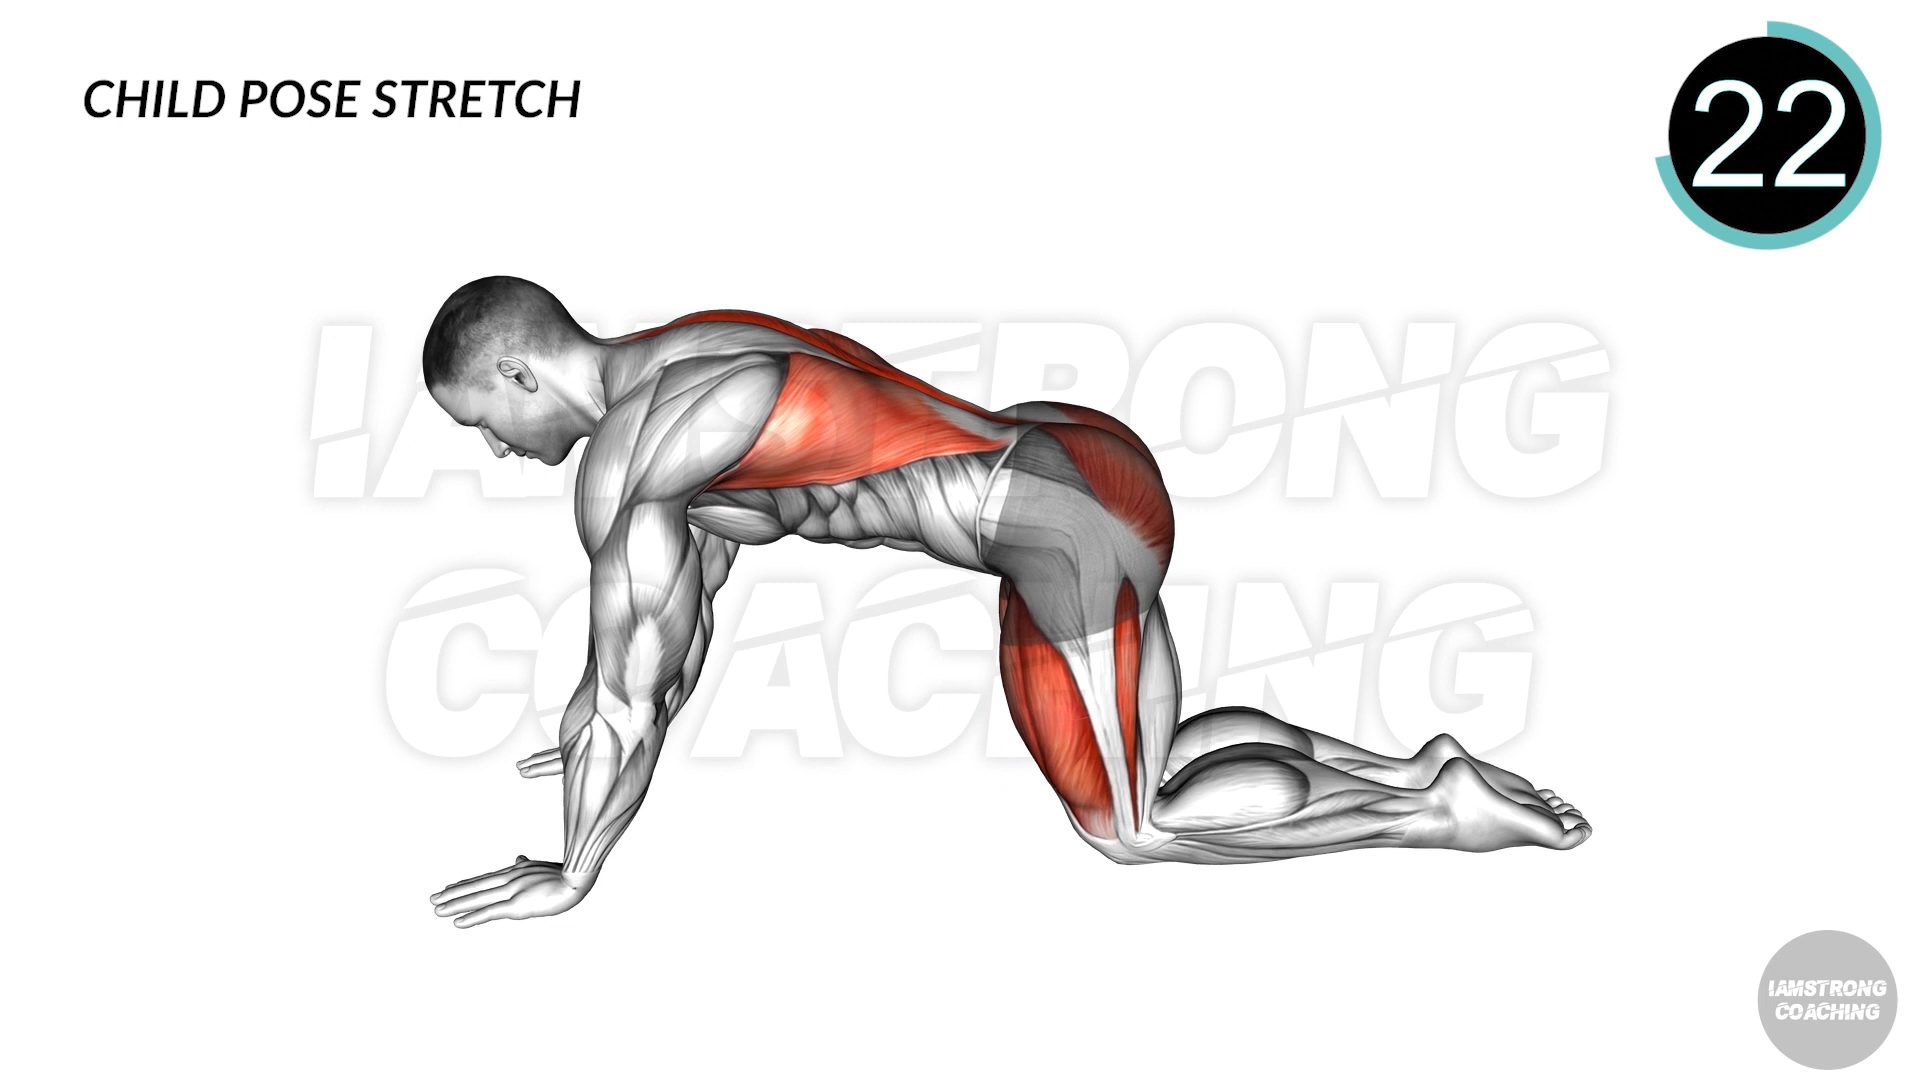 CHILD POSE STRETCH
22
IAMSTRONG
COACHING
IAMSTRONG
COACHING